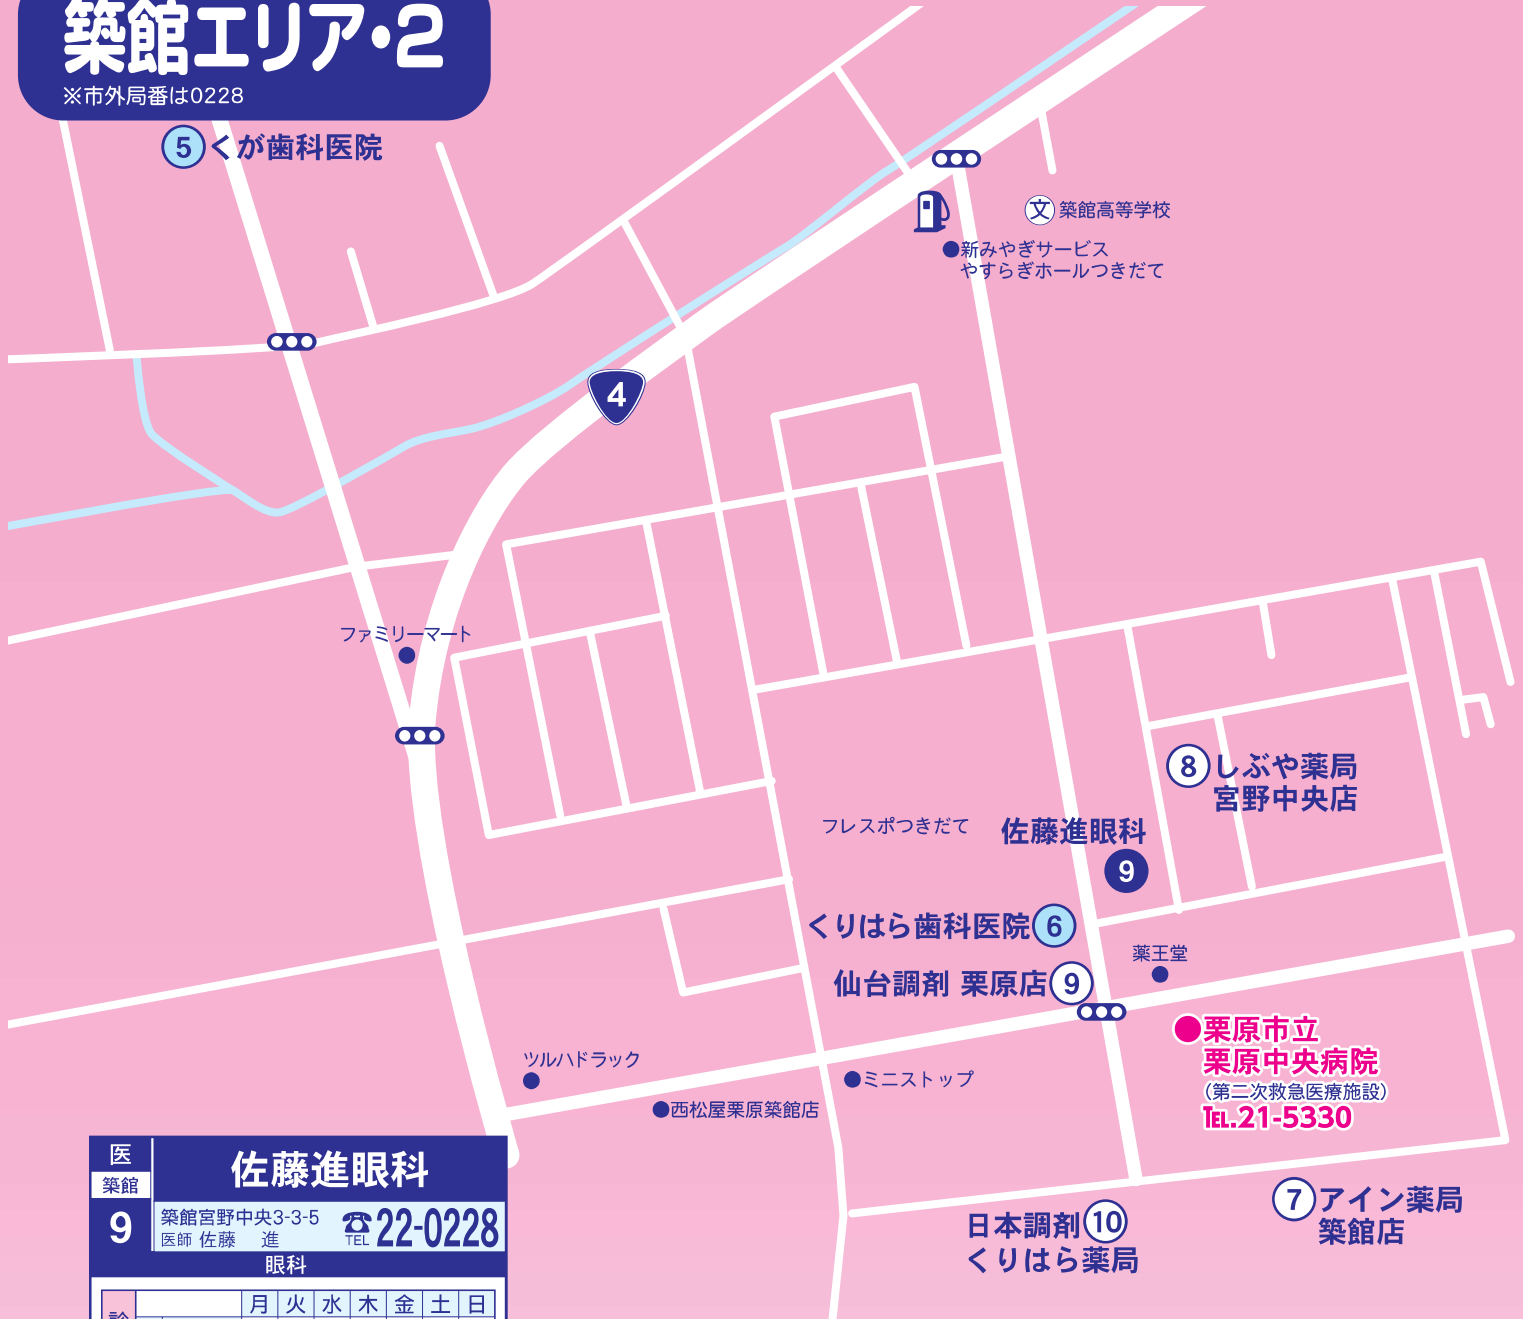 築館エリア・2
※市外局番は0228
5 くが歯科医院
文 築館高等学校
新みやぎサービス
やすらぎホールつきだて
4
ファミリーマート
8 しぶや薬局
宮野中央店
フレスポつきだて
佐藤進眼科
9
くりはら歯科医院 6
薬王堂
仙台調剤 栗原店 9
栗原市立
栗原中央病院
(第二次救急医療施設)
TEL.21-5330
ツルハドラック
ミニストップ
西松屋栗原築館店
7 アイン薬局
築館店
日本調剤 10
くりはら薬局
医
築館
9
佐藤進眼科
築館宮野中央3-3-5
医師 佐藤 進
☎TEL 22-0228
眼科
診
月 火 水 木 金 土 日